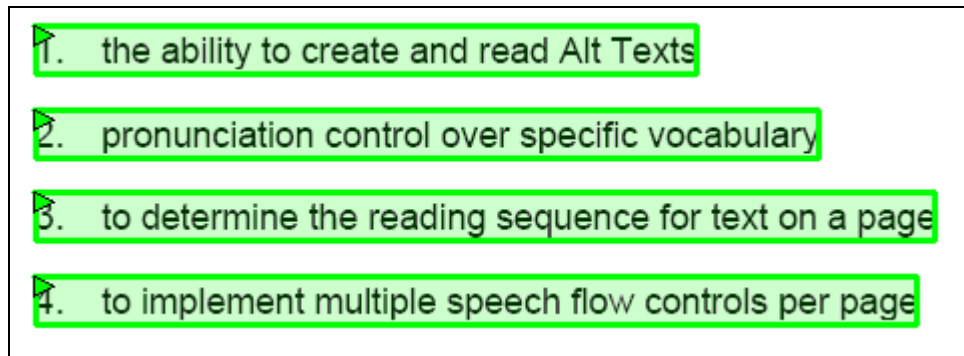 1. the ability to create and read Alt Texts
2. pronunciation control over specific vocabulary
3. to determine the reading sequence for text on a page
4. to implement multiple speech flow controls per page